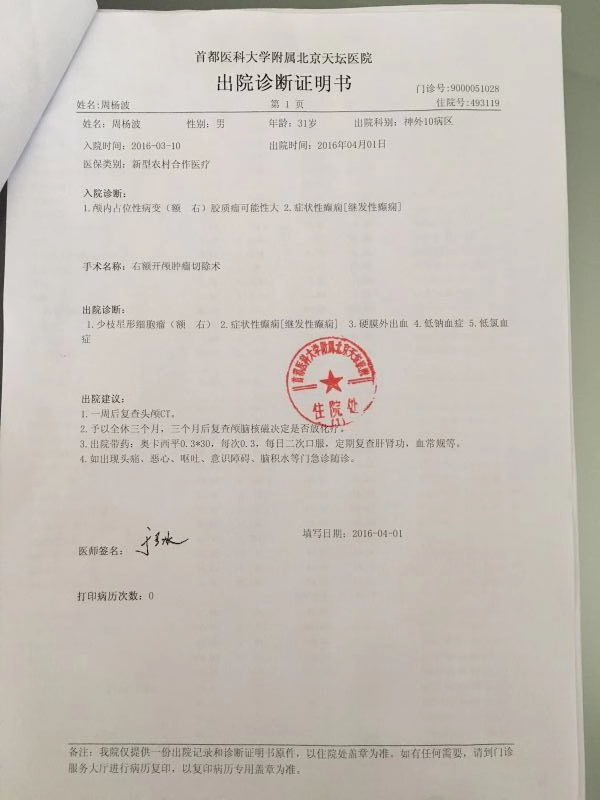 首都医科大学附属北京天坛医院
出院诊断证明书
门诊号:9000051028
姓名:周杨波 第 1 页 住院号:493119
姓名:周杨波 性别:男 年龄:31岁 出院科别:神外10病区
入院时间:2016-03-10 出院时间:2016年04月01日
医保类别:新型农村合作医疗
入院诊断:
1.颅内占位性病变(额 右)胶质瘤可能性大 2.症状性癫痫[继发性癫痫]
手术名称:右额开颅肿瘤切除术
出院诊断:
1.少枝星形细胞瘤(额 右) 2.症状性癫痫[继发性癫痫] 3.硬膜外出血 4.低钠血症 5.低氯血
症
首都医科大学附属北京天坛医院
住院处
(1)
出院建议:
1.一周后复查头颅CT。
2.予以全休三个月,三个月后复查颅脑核磁决定是否放化疗。
3.出院带药:奥卡西平0.3*30,每次0.3,每日二次口服,定期复查肝肾功,血常规等。
4.如出现头痛、恶心、呕吐、意识障碍、脑积水等门急诊随诊。
填写日期:2016-04-01
医师签名:
打印病历次数:0
备注:我院仅提供一份出院记录和诊断证明书原件,以住院处盖章为准。如有任何需要,请到门诊
服务大厅进行病历复印,以复印病历专用盖章为准。